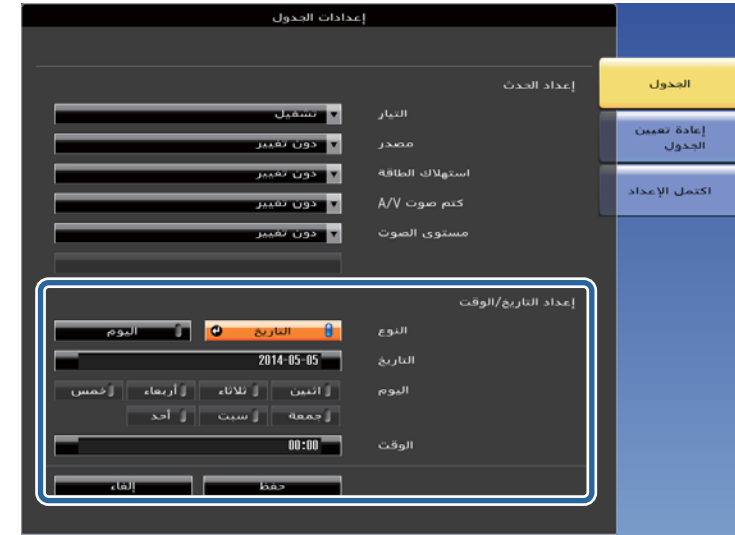 إعدادات الجدول
الجدول
إعادة تعيين
الجدول
اكتمل الإعداد
إعداد الحدث
التيار تشغيل
مصدر دون تغيير
استهلاك الطاقة دون تغيير
كتم صوت A/V دون تغيير
مستوى الصوت دون تغيير
إعداد التاريخ/الوقت
النوع التاريخ اليوم
التاريخ 2014-05-05
اليوم اثنين ثلاثاء أربعاء خمس
جمعة سبت أحد
الوقت 00:00
حفظ إلغاء